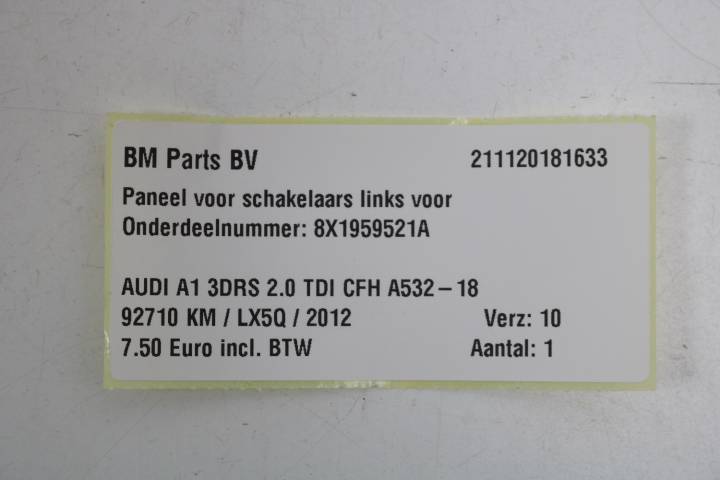 BM Parts BV 211120181633
Paneel voor schakelaars links voor
Onderdeelnummer: 8X1959521A
AUDI A1 3DRS 2.0 TDI CFH A532-18
92710 KM / LX5Q / 2012 Verz: 10
7.50 Euro incl. BTW Aantal: 1